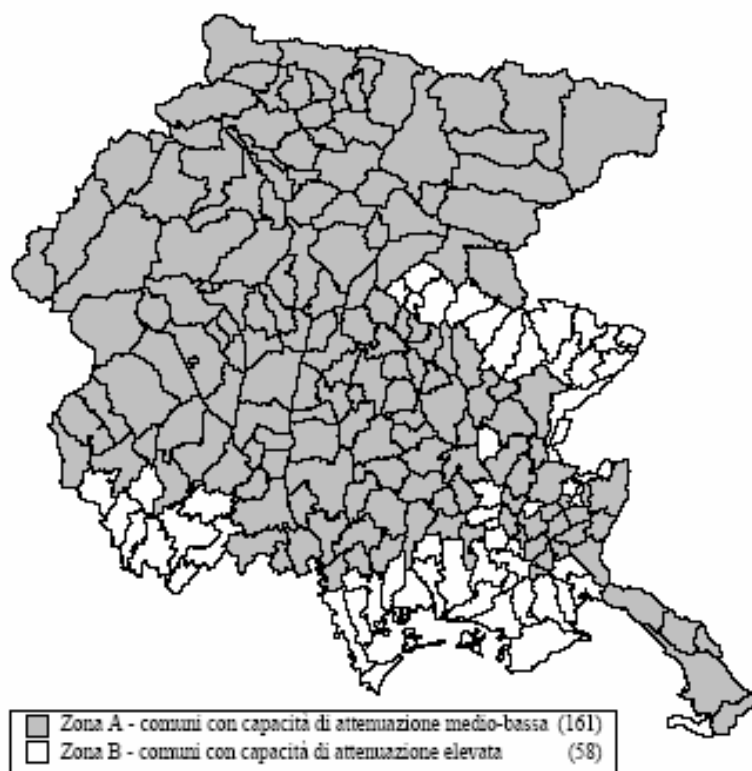 Zona A - comuni con capacità di attenuazione medio-bassa (161)
Zona B - comuni con capacità di attenuazione elevata (58)